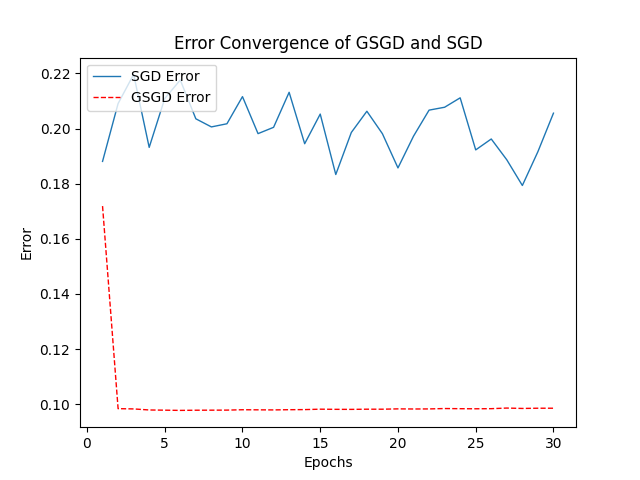 Error Convergence of GSGD and SGD
SGD Error
GSGD Error
0.22
0.20
0.18
0.16
0.14
0.12
0.10
Error
0 5 10 15 20 25 30
Epochs